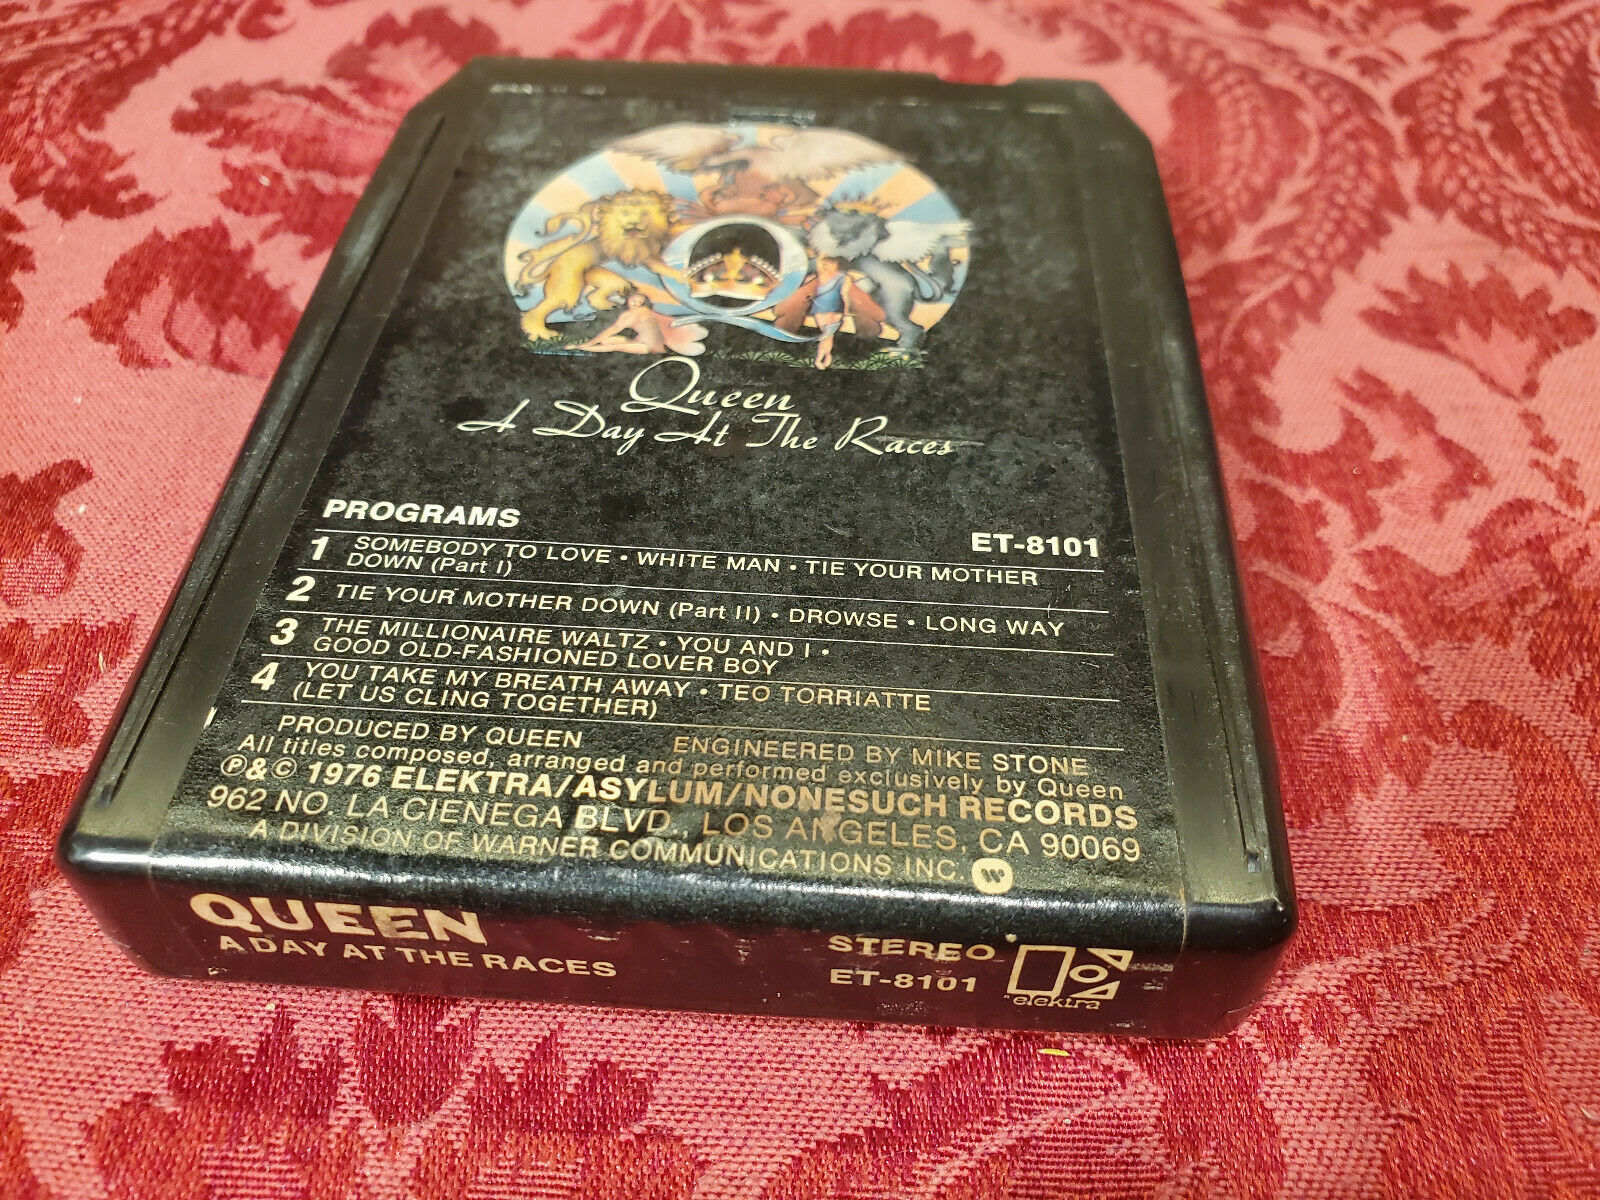 Queen
A Day At The Races
PROGRAMS
ET-8101
1 SOMEBODY TO LOVE • WHITE MAN • TIE YOUR MOTHER
DOWN (Part I)
2 TIE YOUR MOTHER DOWN (Part II) • DROWSE • LONG WAY
3 THE MILLIONAIRE WALTZ • YOU AND I •
GOOD OLD-FASHIONED LOVER BOY
4 YOU TAKE MY BREATH AWAY • TEO TORRIATTE
(LET US CLING TOGETHER)
PRODUCED BY QUEEN ENGINEERED BY MIKE STONE
All titles composed, arranged and performed exclusively by Queen
℗ & © 1976 ELEKTRA/ASYLUM/NONESUCH RECORDS
962 NO. LA CIENEGA BLVD., LOS ANGELES, CA 90069
A DIVISION OF WARNER COMMUNICATIONS INC.
QUEEN
A DAY AT THE RACES
STEREO
ET-8101
elektra